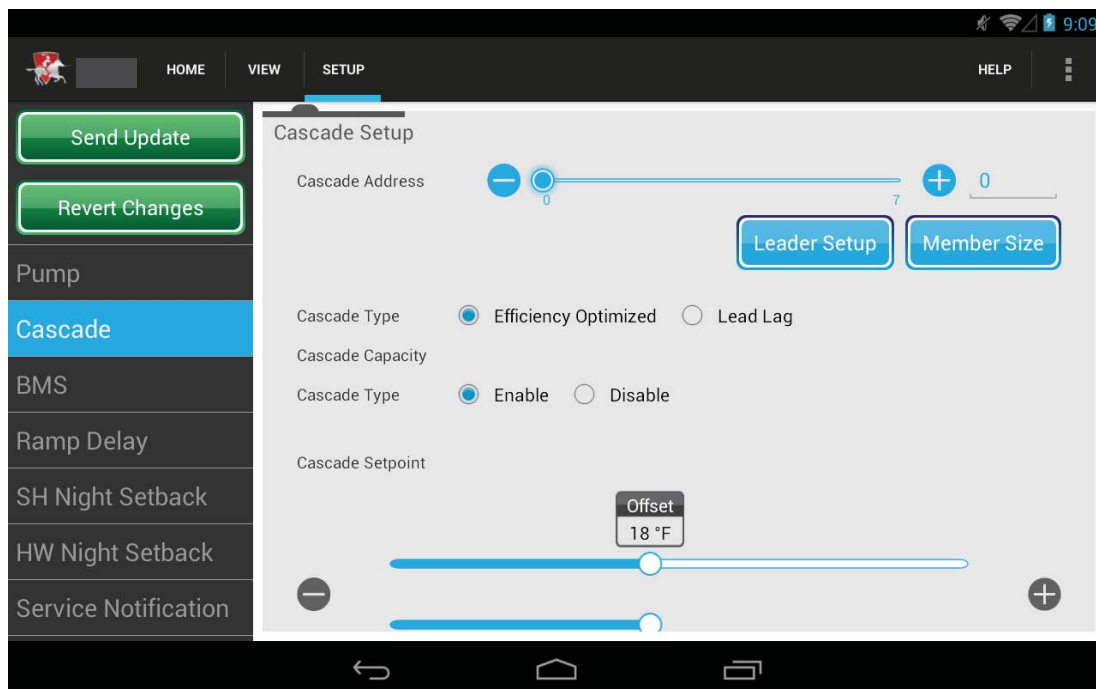 9:09
HOME VIEW SETUP HELP
Send Update
Revert Changes
Pump
Cascade
BMS
Ramp Delay
SH Night Setback
HW Night Setback
Service Notification
Cascade Setup
Cascade Address
0 7 0
Leader Setup Member Size
Cascade Type Efficiency Optimized Lead Lag
Cascade Capacity
Cascade Type Enable Disable
Cascade Setpoint
Offset
18 °F